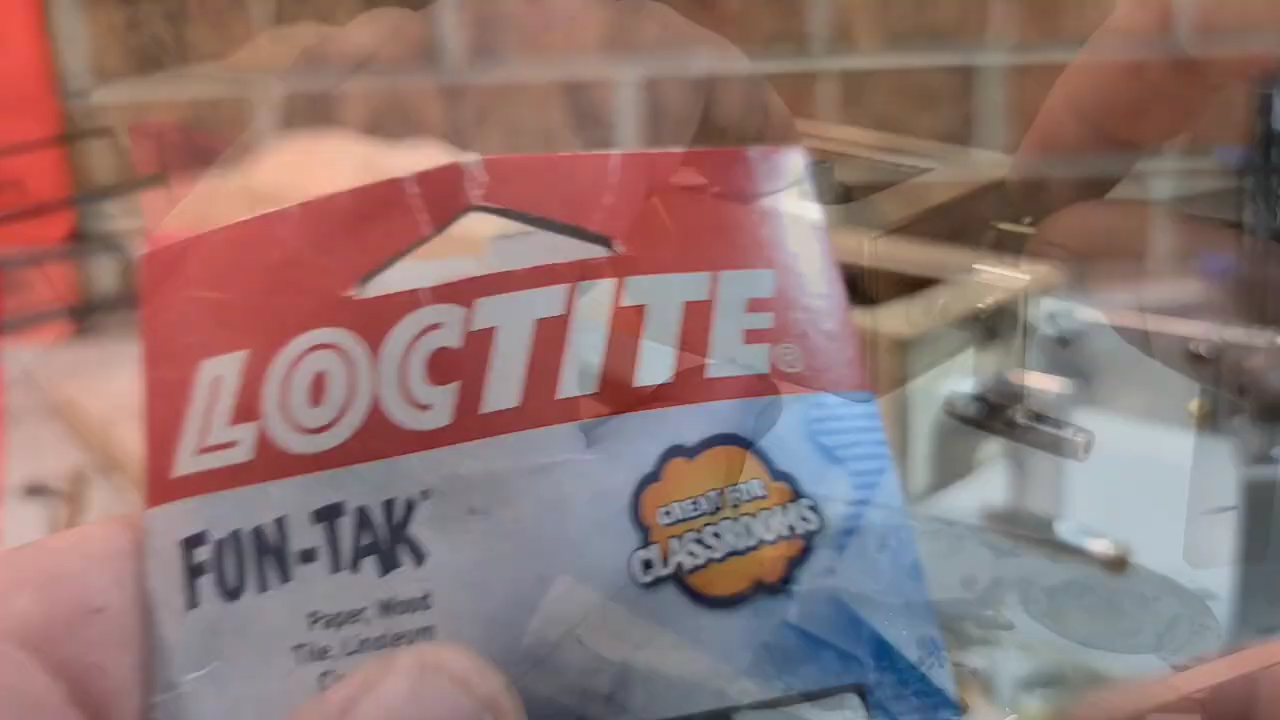 LOCTITE®
FUN-TAK
GREAT FOR
CLASSROOMS
Paper, Wood
Tile, Linoleum